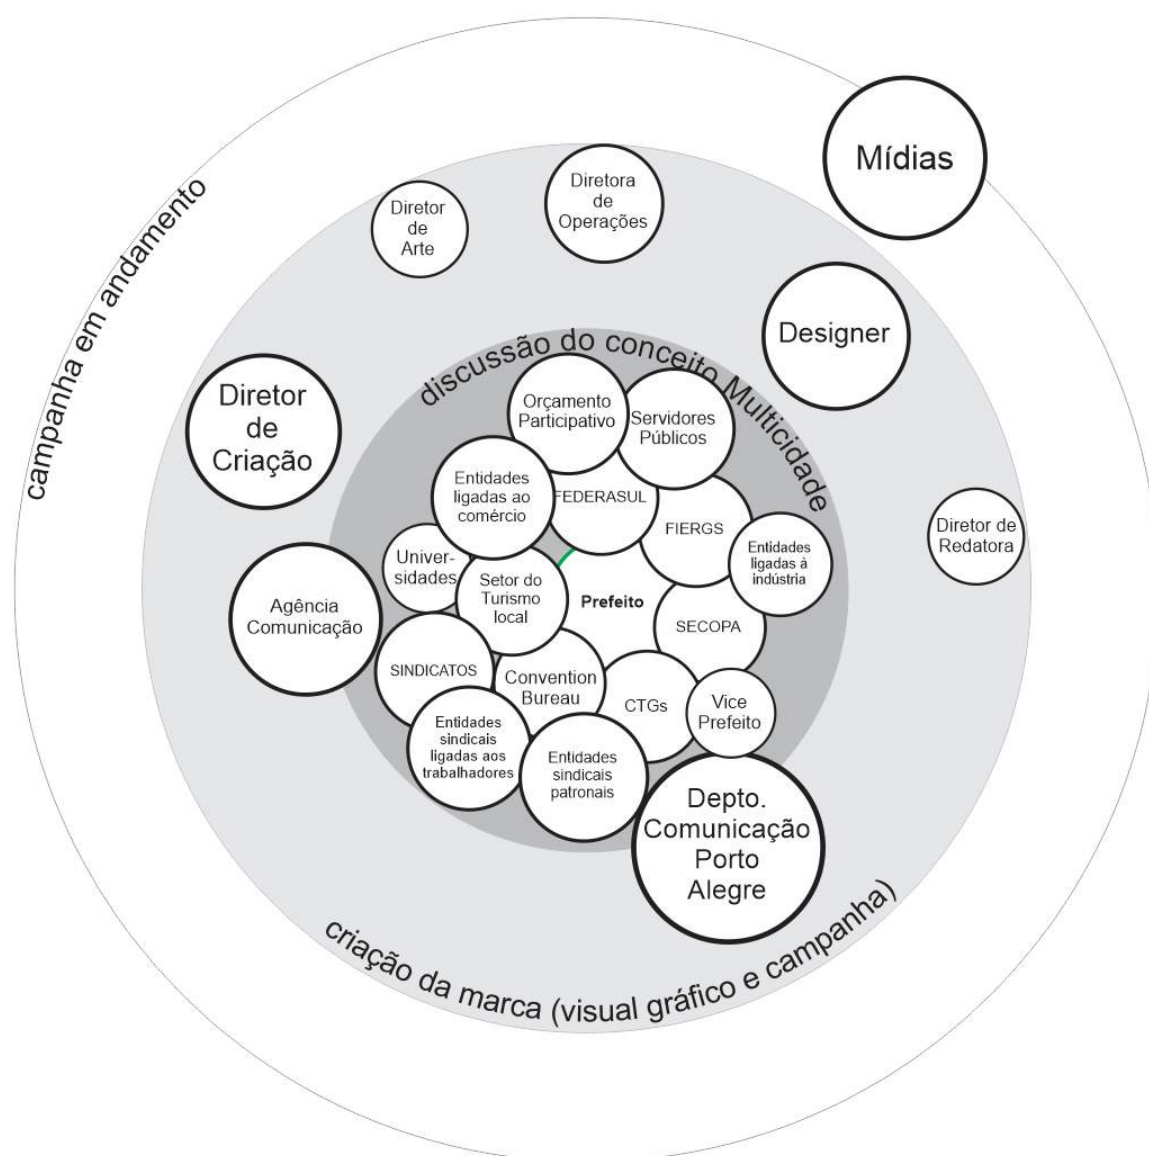 campanha em andamento
Mídias
Diretora
de
Operações
Diretor
de
Arte
Designer
discussão do conceito Multicidade
Diretor
de
Criação
Orçamento
Participativo
Servidores
Públicos
Entidades
ligadas ao
comércio
FEDERASUL
FIERGS
Diretor de
Redatora
Entidades
ligadas à
indústria
Univer-
sidades
Setor do
Turismo
local
Prefeito
Agência
Comunicação
SECOPA
SINDICATOS
Convention
Bureau
CTGs
Vice
Prefeito
Entidades
sindicais
ligadas aos
trabalhadores
Entidades
sindicais
patronais
Depto.
Comunicação
Porto
Alegre
criação da marca (visual gráfico e campanha)